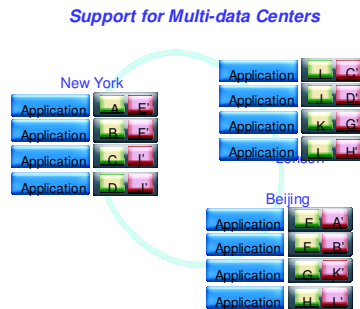 Support for Multi-data Centers
New York
Application A E'
Application B F'
Application C I'
Application D J'
Application I C'
Application J D'
Application K G'
Application L H'
London
Beijing
Application E A'
Application F B'
Application G K'
Application H L'